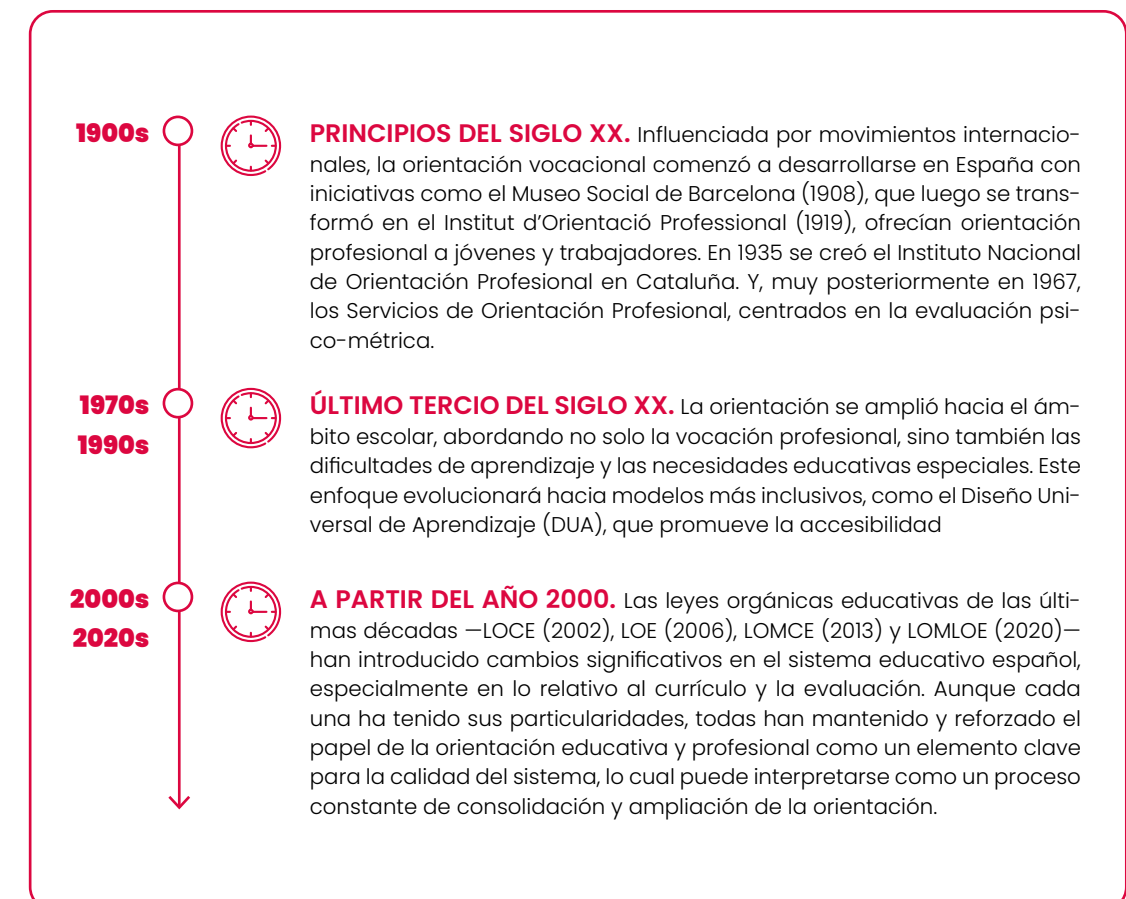 1900s
PRINCIPIOS DEL SIGLO XX. Influenciada por movimientos internacio-
nales, la orientación vocacional comenzó a desarrollarse en España con
iniciativas como el Museo Social de Barcelona (1908), que luego se trans-
formó en el Institut d’Orientació Professional (1919), ofrecían orientación
profesional a jóvenes y trabajadores. En 1935 se creó el Instituto Nacional
de Orientación Profesional en Cataluña. Y, muy posteriormente en 1967,
los Servicios de Orientación Profesional, centrados en la evaluación psi-
co-métrica.
1970s
1990s
ÚLTIMO TERCIO DEL SIGLO XX. La orientación se amplió hacia el ám-
bito escolar, abordando no solo la vocación profesional, sino también las
dificultades de aprendizaje y las necesidades educativas especiales. Este
enfoque evolucionará hacia modelos más inclusivos, como el Diseño Uni-
versal de Aprendizaje (DUA), que promueve la accesibilidad
2000s
2020s
A PARTIR DEL AÑO 2000. Las leyes orgánicas educativas de las últi-
mas décadas —LOCE (2002), LOE (2006), LOMCE (2013) y LOMLOE (2020)—
han introducido cambios significativos en el sistema educativo español,
especialmente en lo relativo al currículo y la evaluación. Aunque cada
una ha tenido sus particularidades, todas han mantenido y reforzado el
papel de la orientación educativa y profesional como un elemento clave
para la calidad del sistema, lo cual puede interpretarse como un proceso
constante de consolidación y ampliación de la orientación.